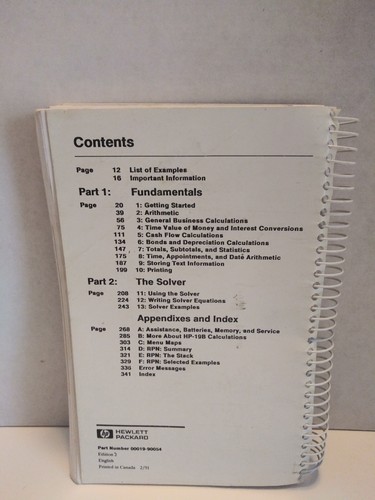 Contents
Page 12 List of Examples
16 Important Information
Part 1: Fundamentals
Page 20 1: Getting Started
39 2: Arithmetic
56 3: General Business Calculations
75 4: Time Value of Money and Interest Conversions
111 5: Cash Flow Calculations
134 6: Bonds and Depreciation Calculations
147 7: Totals, Subtotals, and Statistics
175 8: Time, Appointments, and Date Arithmetic
187 9: Storing Text Information
199 10: Printing
Part 2: The Solver
Page 208 11: Using the Solver
224 12: Writing Solver Equations
243 13: Solver Examples
Appendixes and Index
Page 268 A: Assistance, Batteries, Memory, and Service
285 B: More About HP-19B Calculations
303 C: Menu Maps
314 D: RPN: Summary
321 E: RPN: The Stack
329 F: RPN: Selected Examples
336 Error Messages
341 Index
hp HEWLETT
PACKARD
Part Number 00019-90004
Edition
English
Printed in Canada